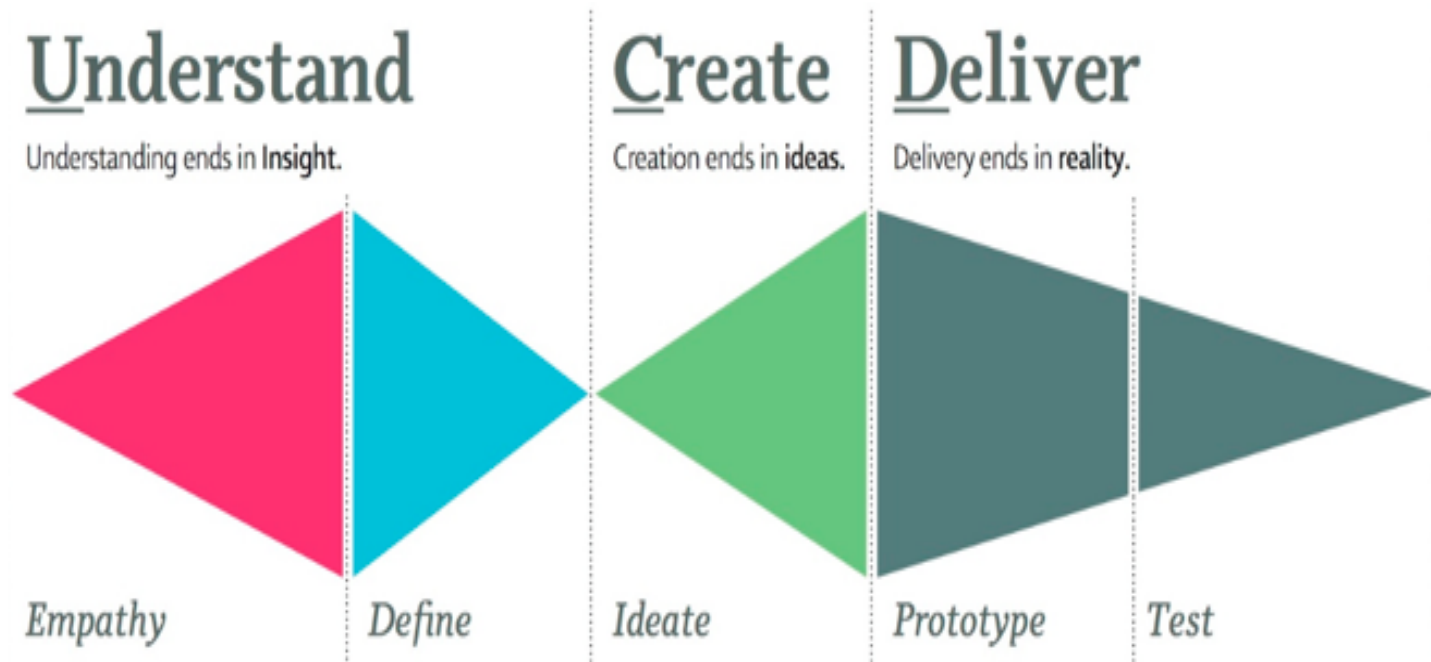 Understand
Create
Deliver
Understanding ends in Insight.
Creation ends in ideas.
Delivery ends in reality.
Empathy
Define
Ideate
Prototype
Test